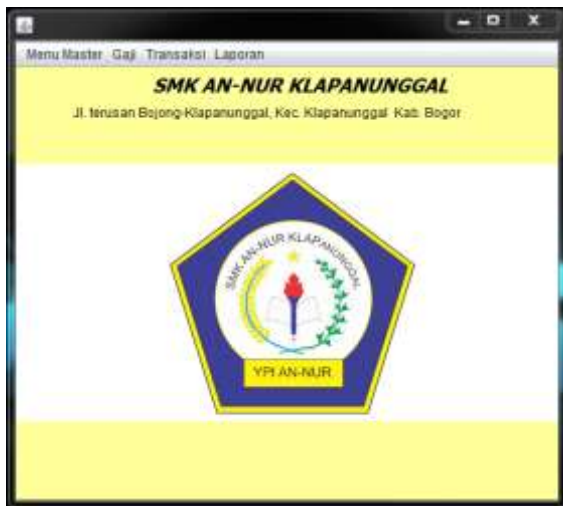 Menu Master Gaji Transaksi Laporan
SMK AN-NUR KLAPANUNGGAL
Jl. terusan Bojong-Klapanunggal, Kec. Klapanunggal Kab. Bogor
SMK AN-NUR KLAPANUNGGAL
YPI AN-NUR